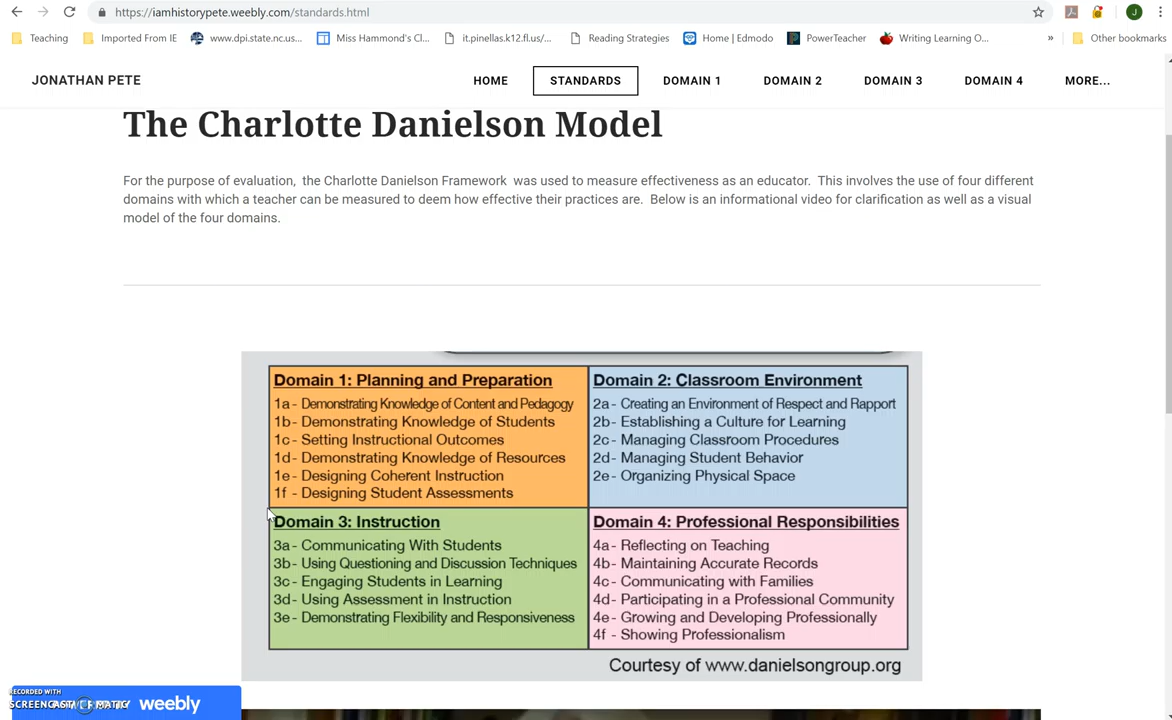 https://iamhistorypete.weebly.com/standards.html
J
Teaching
Imported From IE
www.dpi.state.nc.us...
Miss Hammond's Cl...
it.pinellas.k12.fl.us/...
Reading Strategies
Home | Edmodo
PowerTeacher
Writing Learning O...
»
Other bookmarks
JONATHAN PETE
HOME
STANDARDS
DOMAIN 1
DOMAIN 2
DOMAIN 3
DOMAIN 4
MORE...
The Charlotte Danielson Model
For the purpose of evaluation, the Charlotte Danielson Framework was used to measure effectiveness as an educator. This involves the use of four different
domains with which a teacher can be measured to deem how effective their practices are. Below is an informational video for clarification as well as a visual
model of the four domains.
Domain 1: Planning and Preparation
1a - Demonstrating Knowledge of Content and Pedagogy
1b - Demonstrating Knowledge of Students
1c - Setting Instructional Outcomes
1d - Demonstrating Knowledge of Resources
1e - Designing Coherent Instruction
1f - Designing Student Assessments
Domain 2: Classroom Environment
2a - Creating an Environment of Respect and Rapport
2b - Establishing a Culture for Learning
2c - Managing Classroom Procedures
2d - Managing Student Behavior
2e - Organizing Physical Space
Domain 3: Instruction
3a - Communicating With Students
3b - Using Questioning and Discussion Techniques
3c - Engaging Students in Learning
3d - Using Assessment in Instruction
3e - Demonstrating Flexibility and Responsiveness
Domain 4: Professional Responsibilities
4a - Reflecting on Teaching
4b - Maintaining Accurate Records
4c - Communicating with Families
4d - Participating in a Professional Community
4e - Growing and Developing Professionally
4f - Showing Professionalism
Courtesy of www.danielsongroup.org
RECORDED WITH
SCREENCAST-O-MATIC
weebly